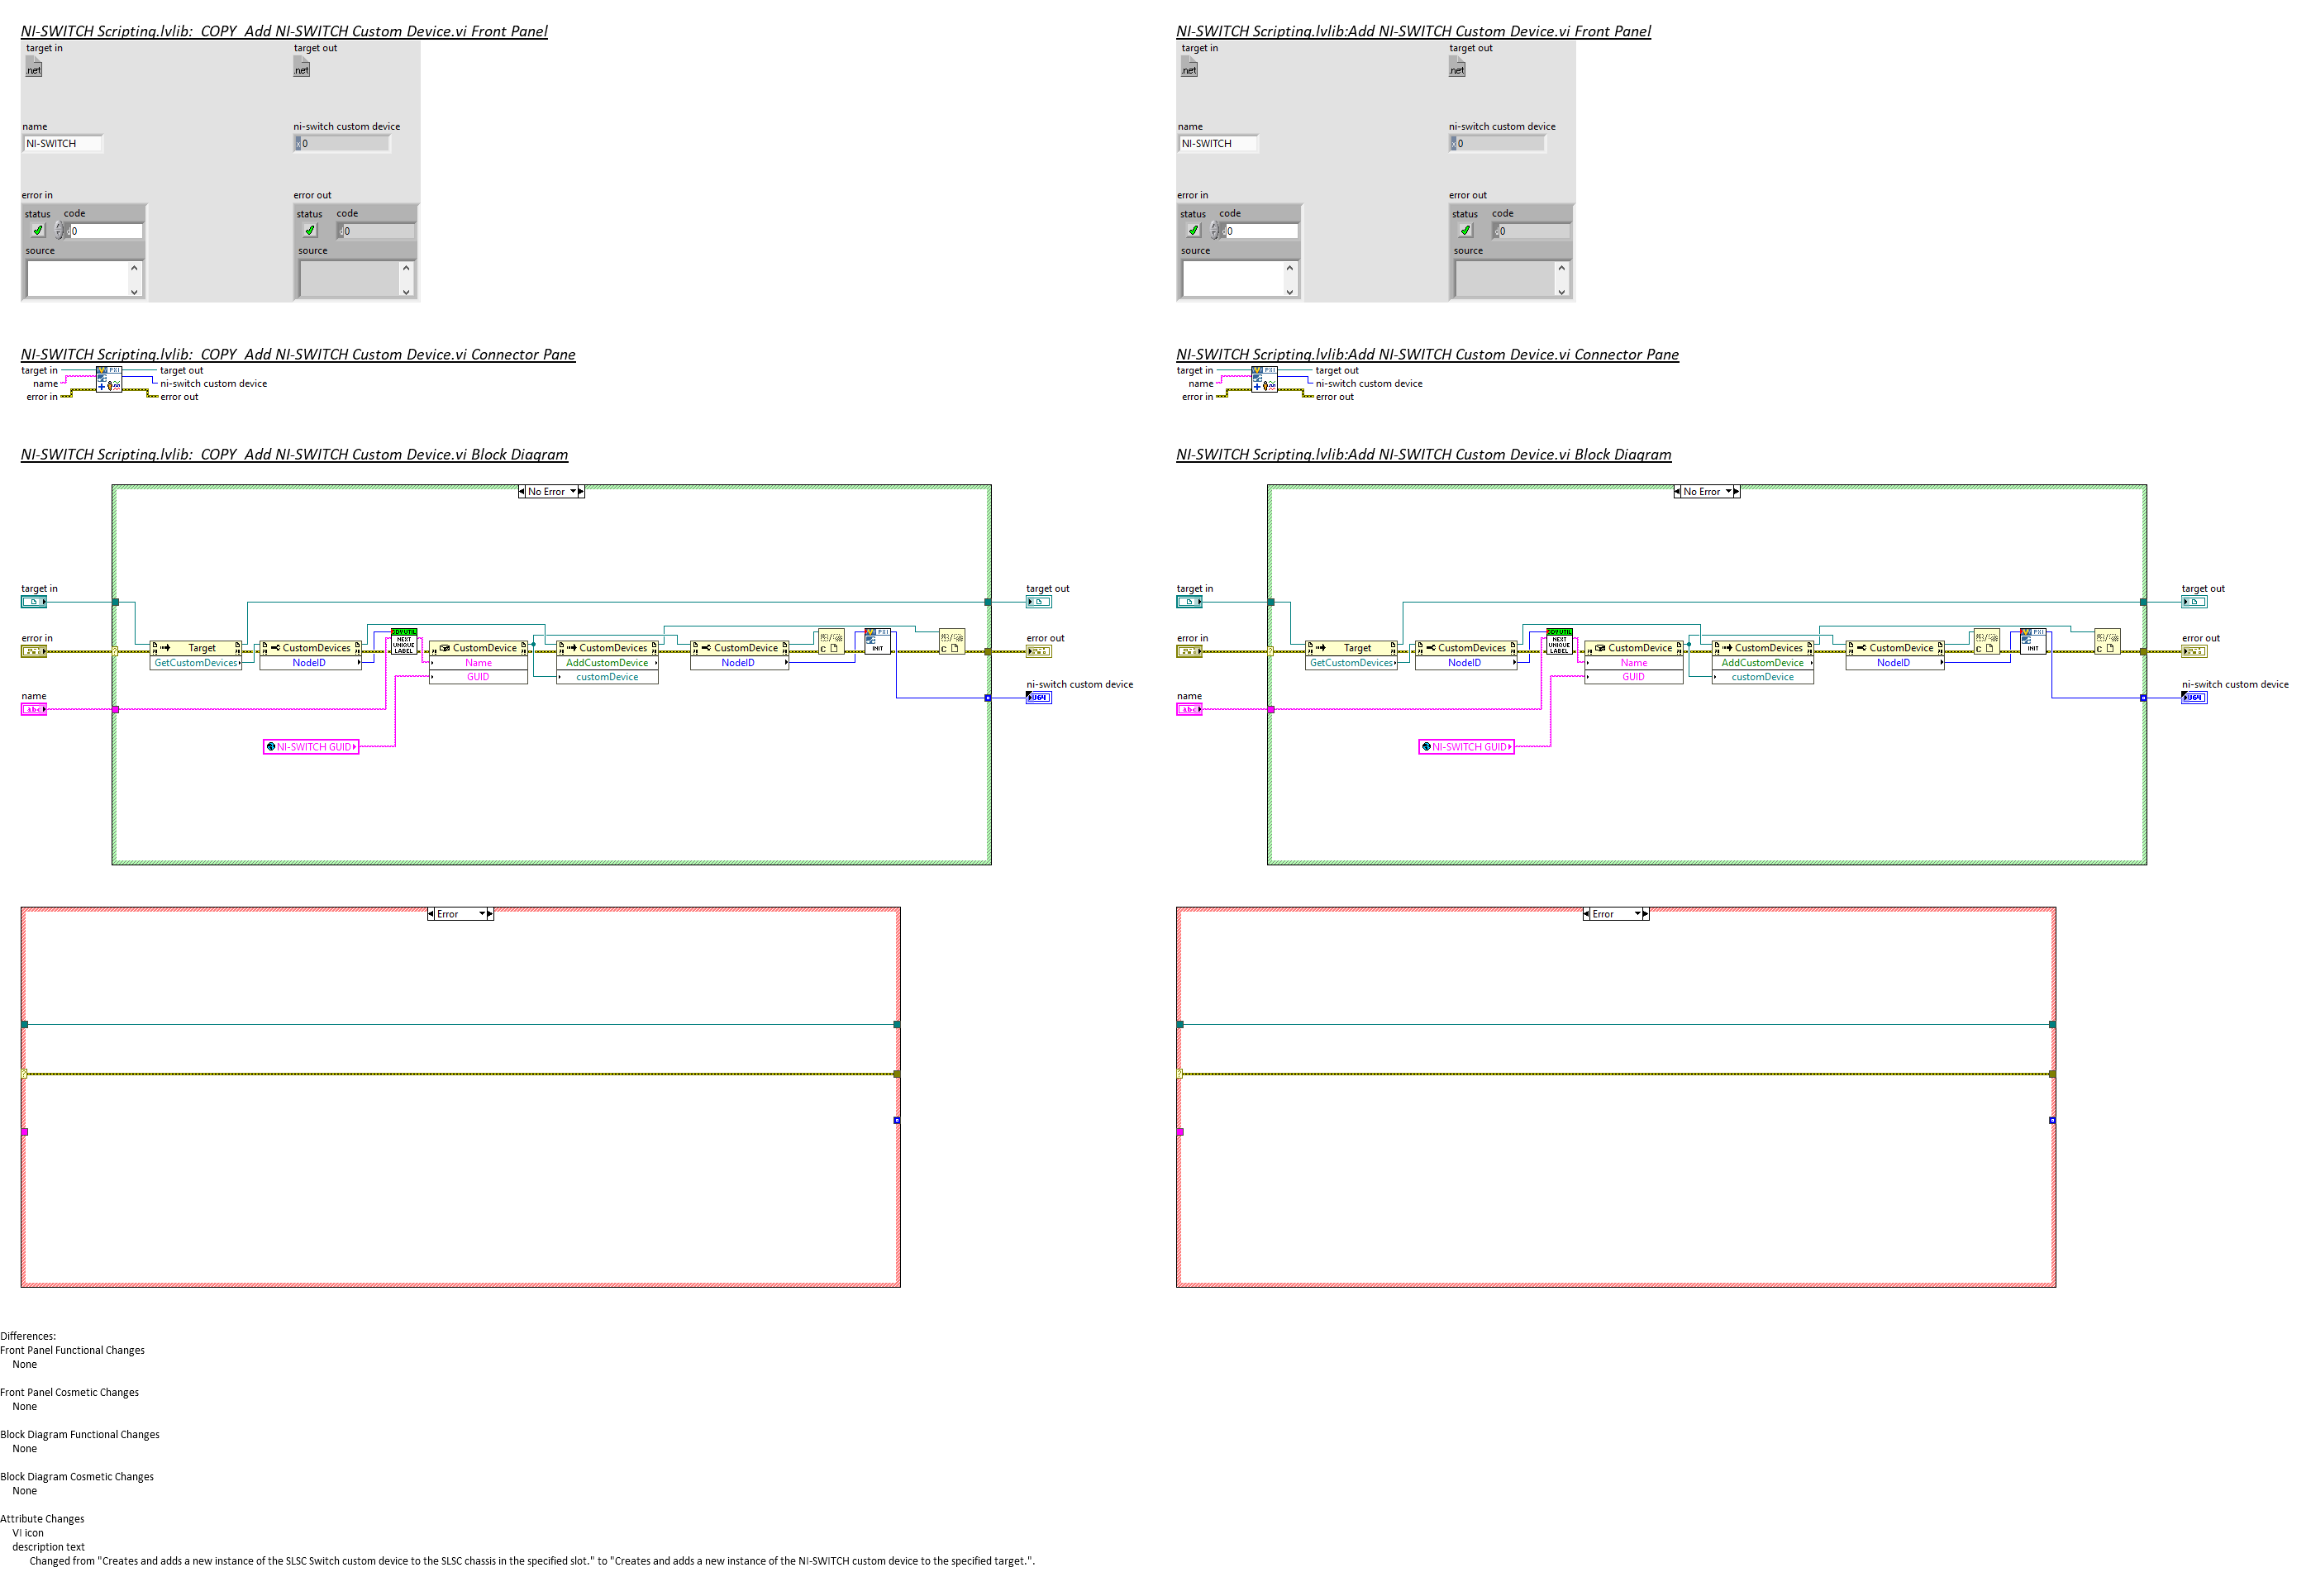 NI-SWITCH Scripting.lvlib:_COPY_Add NI-SWITCH Custom Device.vi Front Panel
target in
target out
.net
.net
name
ni-switch custom device
NI-SWITCH
x 0
error in
error out
status code
status code
d 0
d 0
source
source
NI-SWITCH Scripting.lvlib:_COPY_Add NI-SWITCH Custom Device.vi Connector Pane
target in
target out
name
ni-switch custom device
error in
error out
NI-SWITCH Scripting.lvlib:_COPY_Add NI-SWITCH Custom Device.vi Block Diagram
No Error
target in
target out
error in
error out
Target
GetCustomDevices
CustomDevices
NodeID
NEXT
UNIQUE
LABEL
CustomDevice
Name
GUID
CustomDevices
AddCustomDevice
customDevice
CustomDevice
NodeID
PXI
INIT
name
abc
ni-switch custom device
U64
NI-SWITCH GUID
Error
NI-SWITCH Scripting.lvlib:Add NI-SWITCH Custom Device.vi Front Panel
target in
target out
.net
.net
name
ni-switch custom device
NI-SWITCH
x 0
error in
error out
status code
status code
d 0
d 0
source
source
NI-SWITCH Scripting.lvlib:Add NI-SWITCH Custom Device.vi Connector Pane
target in
target out
name
ni-switch custom device
error in
error out
NI-SWITCH Scripting.lvlib:Add NI-SWITCH Custom Device.vi Block Diagram
No Error
target in
target out
error in
error out
Target
GetCustomDevices
CustomDevices
NodeID
NEXT
UNIQUE
LABEL
CustomDevice
Name
GUID
CustomDevices
AddCustomDevice
customDevice
CustomDevice
NodeID
PXI
INIT
name
abc
ni-switch custom device
U64
NI-SWITCH GUID
Error
Differences:
Front Panel Functional Changes
None
Front Panel Cosmetic Changes
None
Block Diagram Functional Changes
None
Block Diagram Cosmetic Changes
None
Attribute Changes
VI icon
description text
Changed from "Creates and adds a new instance of the SLSC Switch custom device to the SLSC chassis in the specified slot." to "Creates and adds a new instance of the NI-SWITCH custom device to the specified target.".